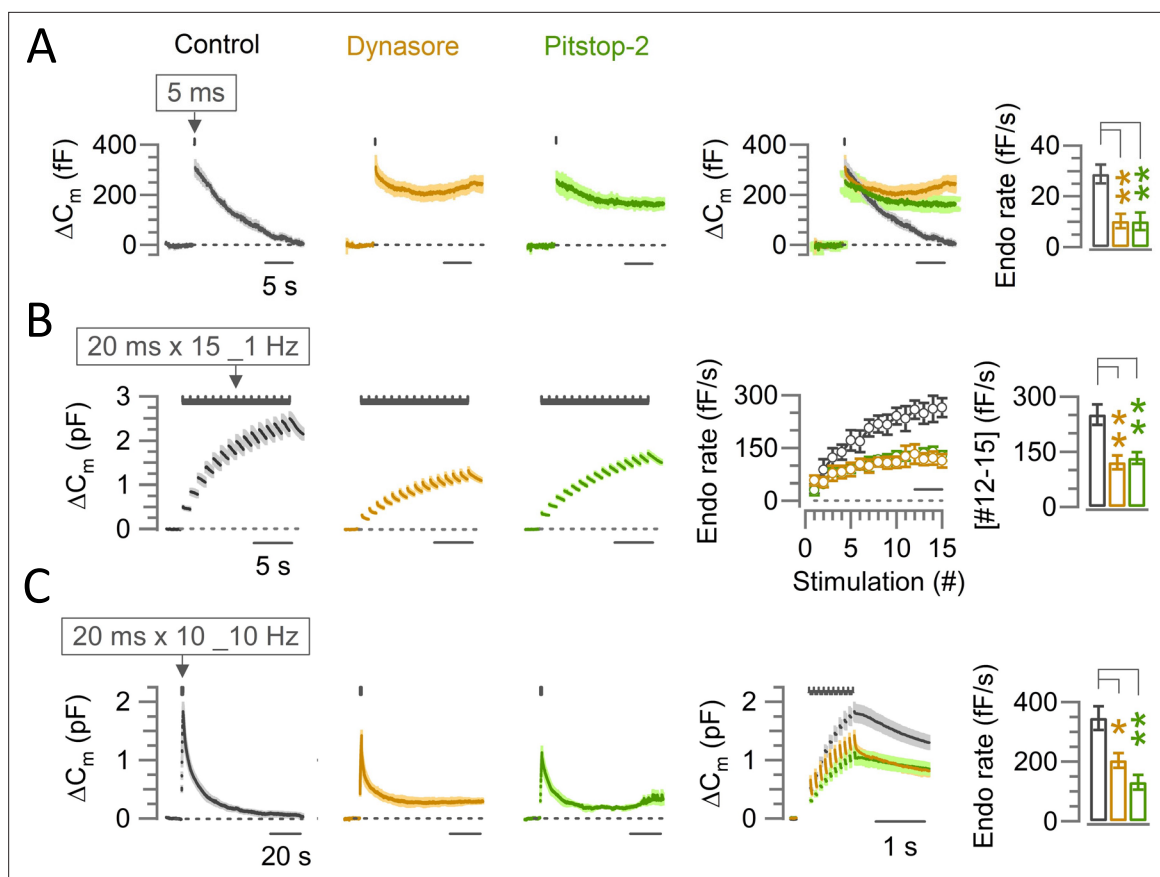 A
Control
Dynasore
Pitstop-2
5 ms
ΔCm (fF)
400
200
0
5 s
ΔCm (fF)
400
200
0
Endo rate (fF/s)
40
20
0
**
**
B
20 ms x 15 _1 Hz
ΔCm (pF)
3
2
1
0
5 s
Endo rate (fF/s)
300
150
0
0 5 10 15
Stimulation (#)
[#12-15] (fF/s)
300
150
0
**
**
C
20 ms x 10 _10 Hz
ΔCm (pF)
2
1
0
20 s
ΔCm (pF)
2
1
0
1 s
Endo rate (fF/s)
400
200
0
*
**